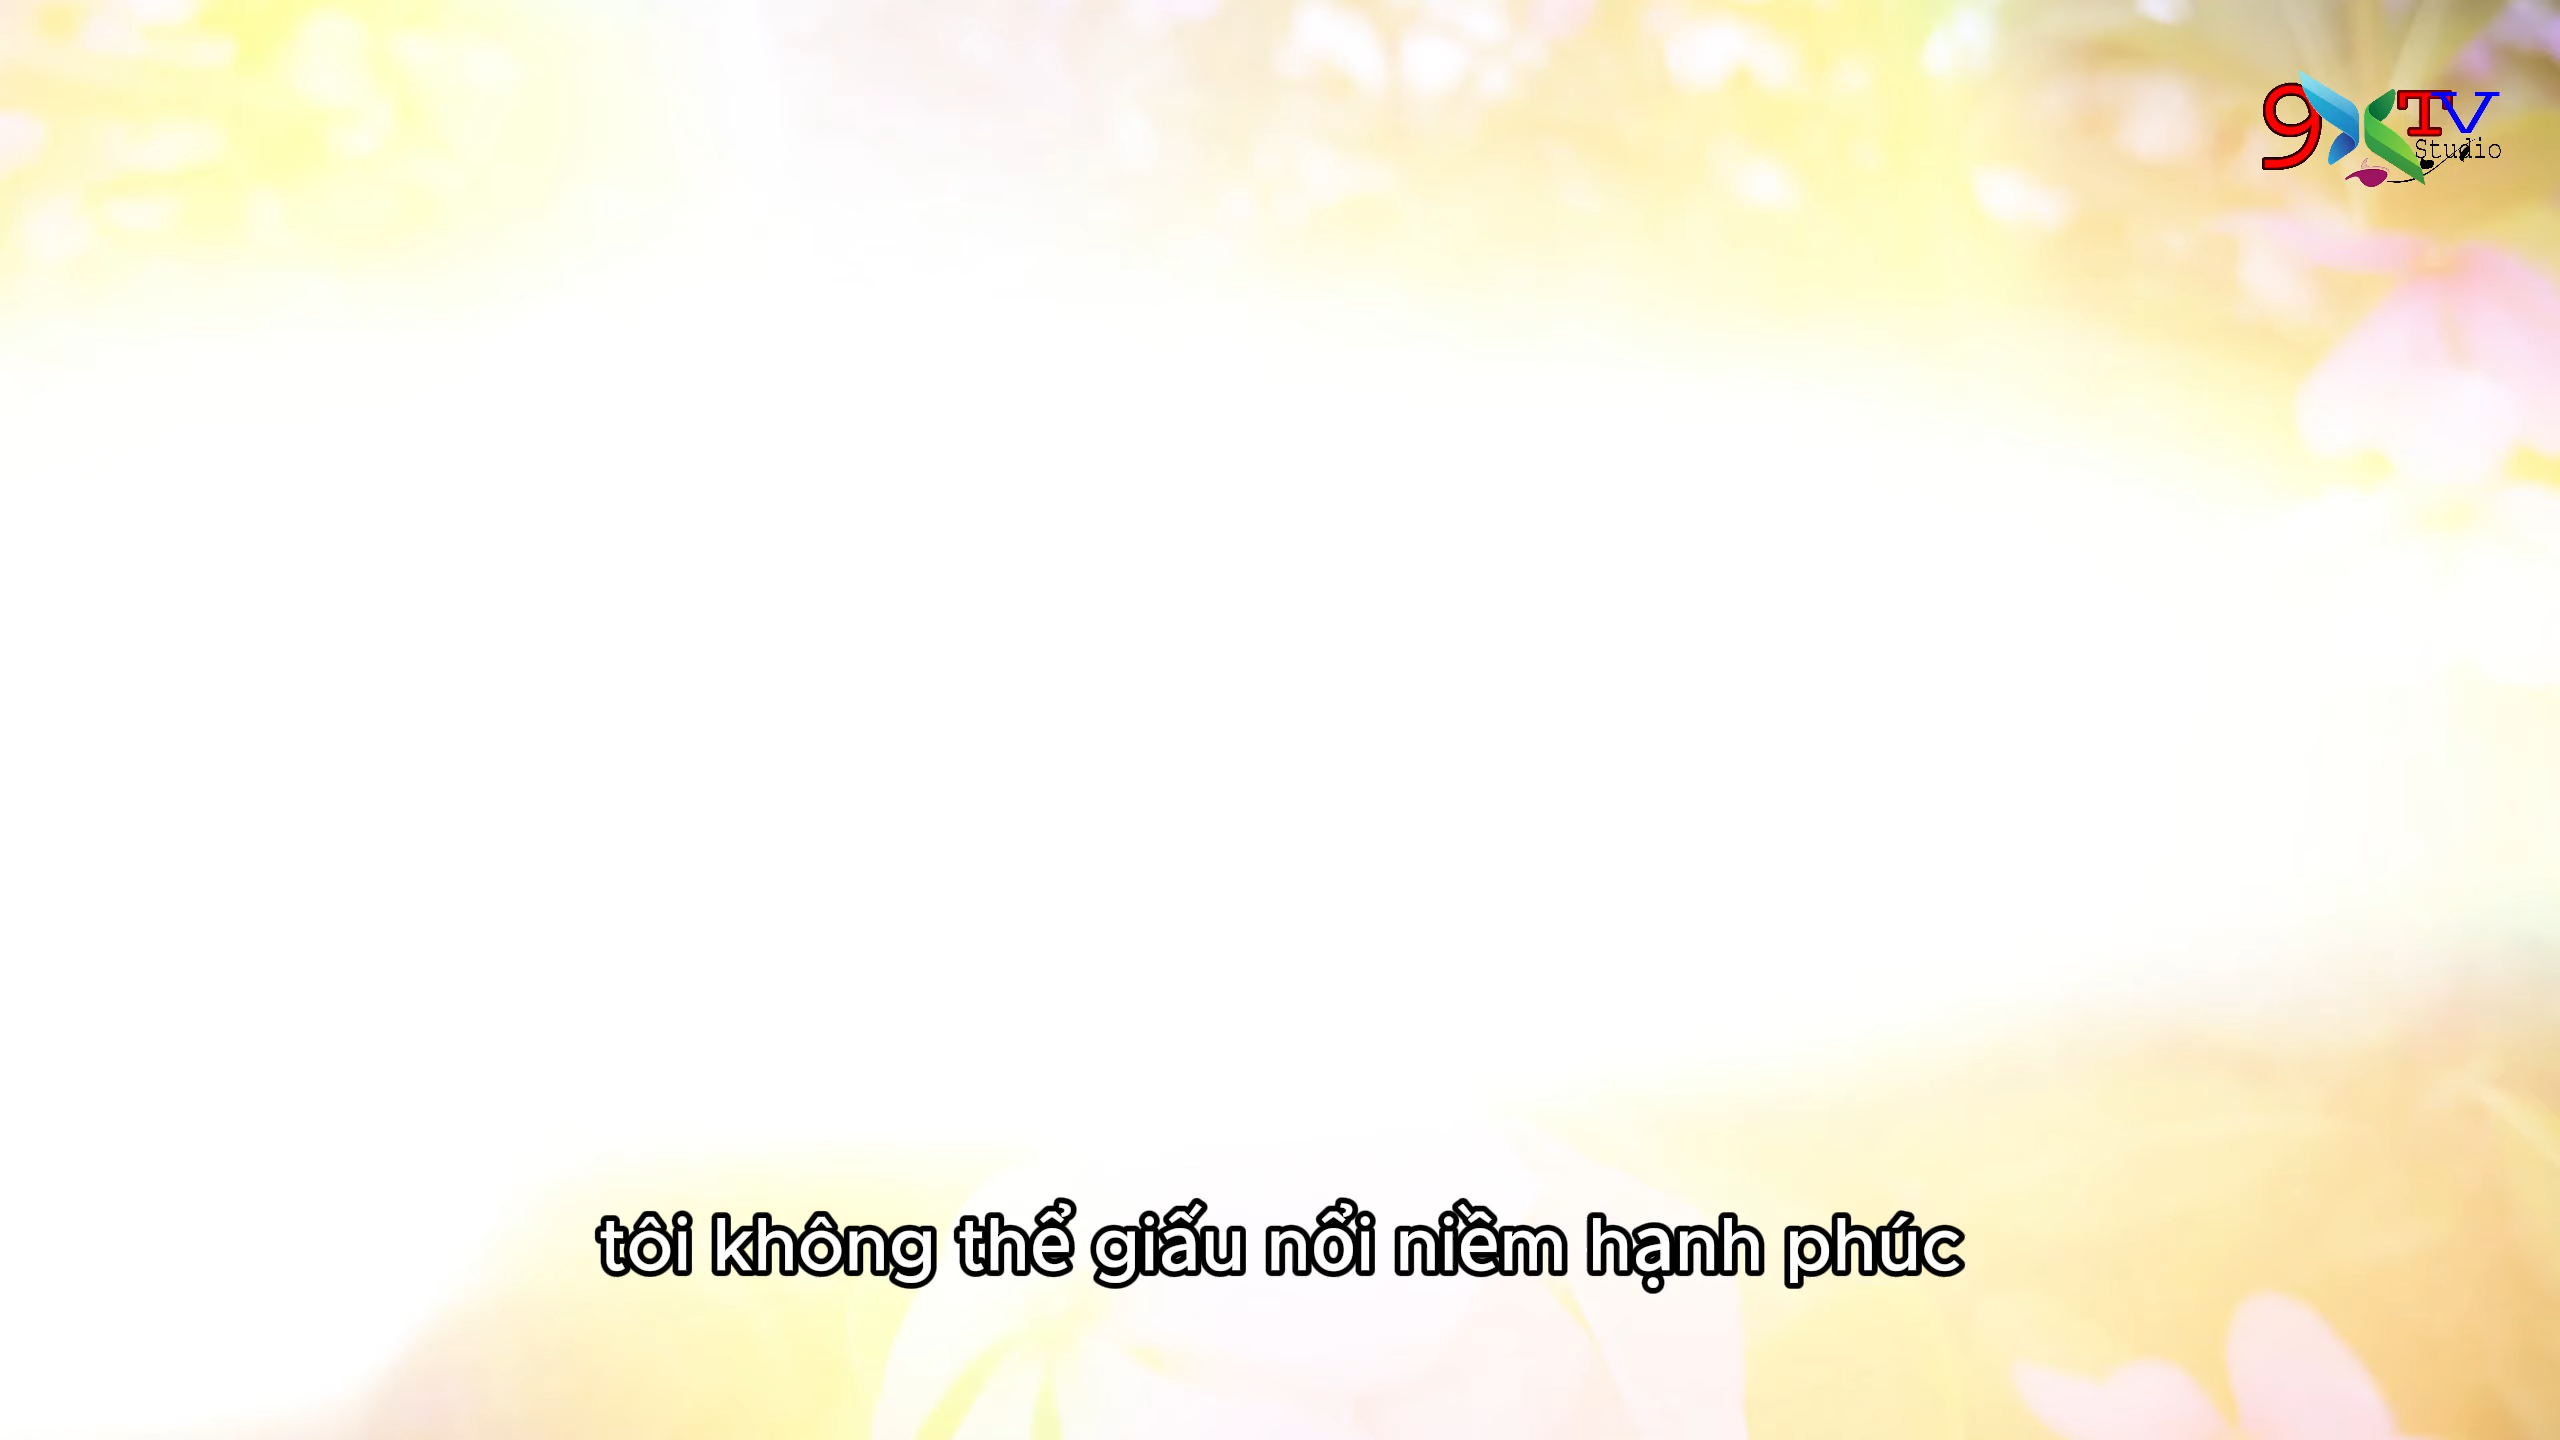 9X TV
Studio
tôi không thể giấu nổi niềm hạnh phúc